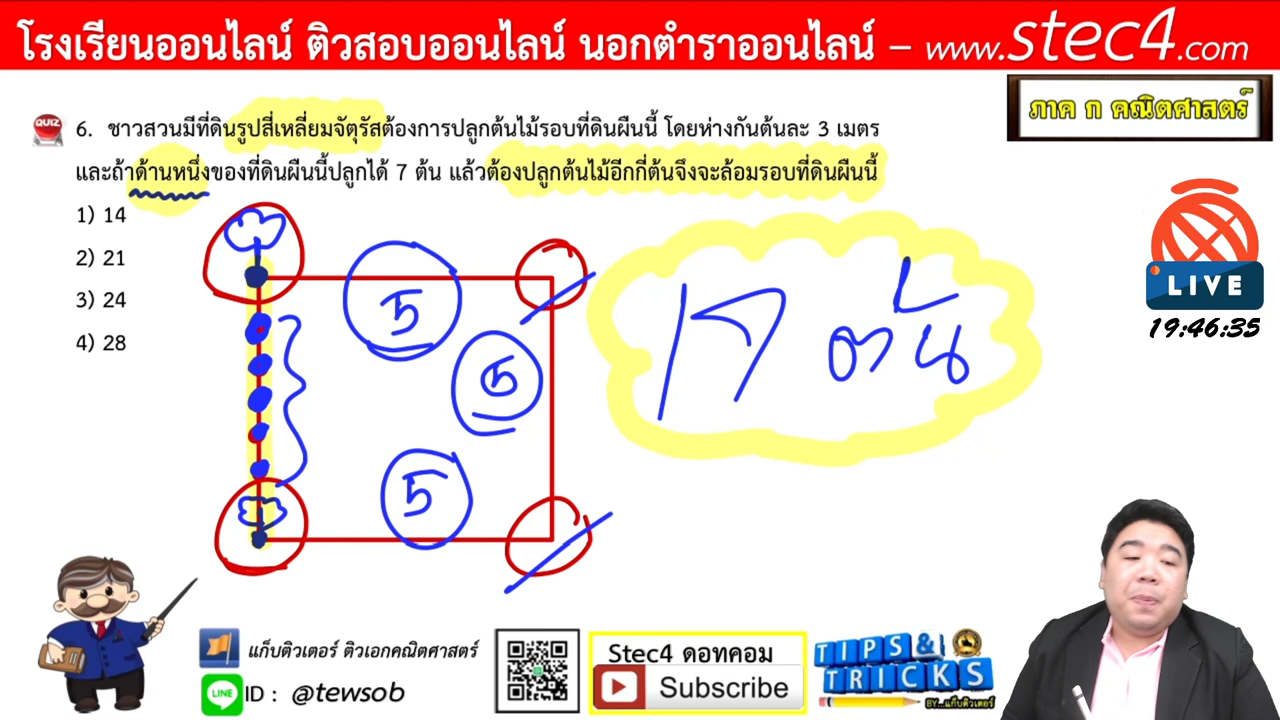 โรงเรียนออนไลน์ ติวสอบออนไลน์ นอกตำราออนไลน์ – www.stec4.com
ภาค ก คณิตศาสตร์
QUIZ
6. ชาวสวนมีที่ดินรูปสี่เหลี่ยมจัตุรัสต้องการปลูกต้นไม้รอบที่ดินผืนนี้ โดยห่างกันต้นละ 3 เมตร
และถ้าด้านหนึ่งของที่ดินผืนนี้ปลูกได้ 7 ต้น แล้วต้องปลูกต้นไม้อีกกี่ต้นจึงจะล้อมรอบที่ดินผืนนี้
1) 14
2) 21
3) 24
4) 28
5
5
5
17 ต้น
LIVE
19:46:35
แก็บติวเตอร์ ติวเอกคณิตศาสตร์
LINE ID : @tewsob
Stec4 ดอทคอม
Subscribe
TIPS &
TRICKS
BY...แก็บติวเตอร์